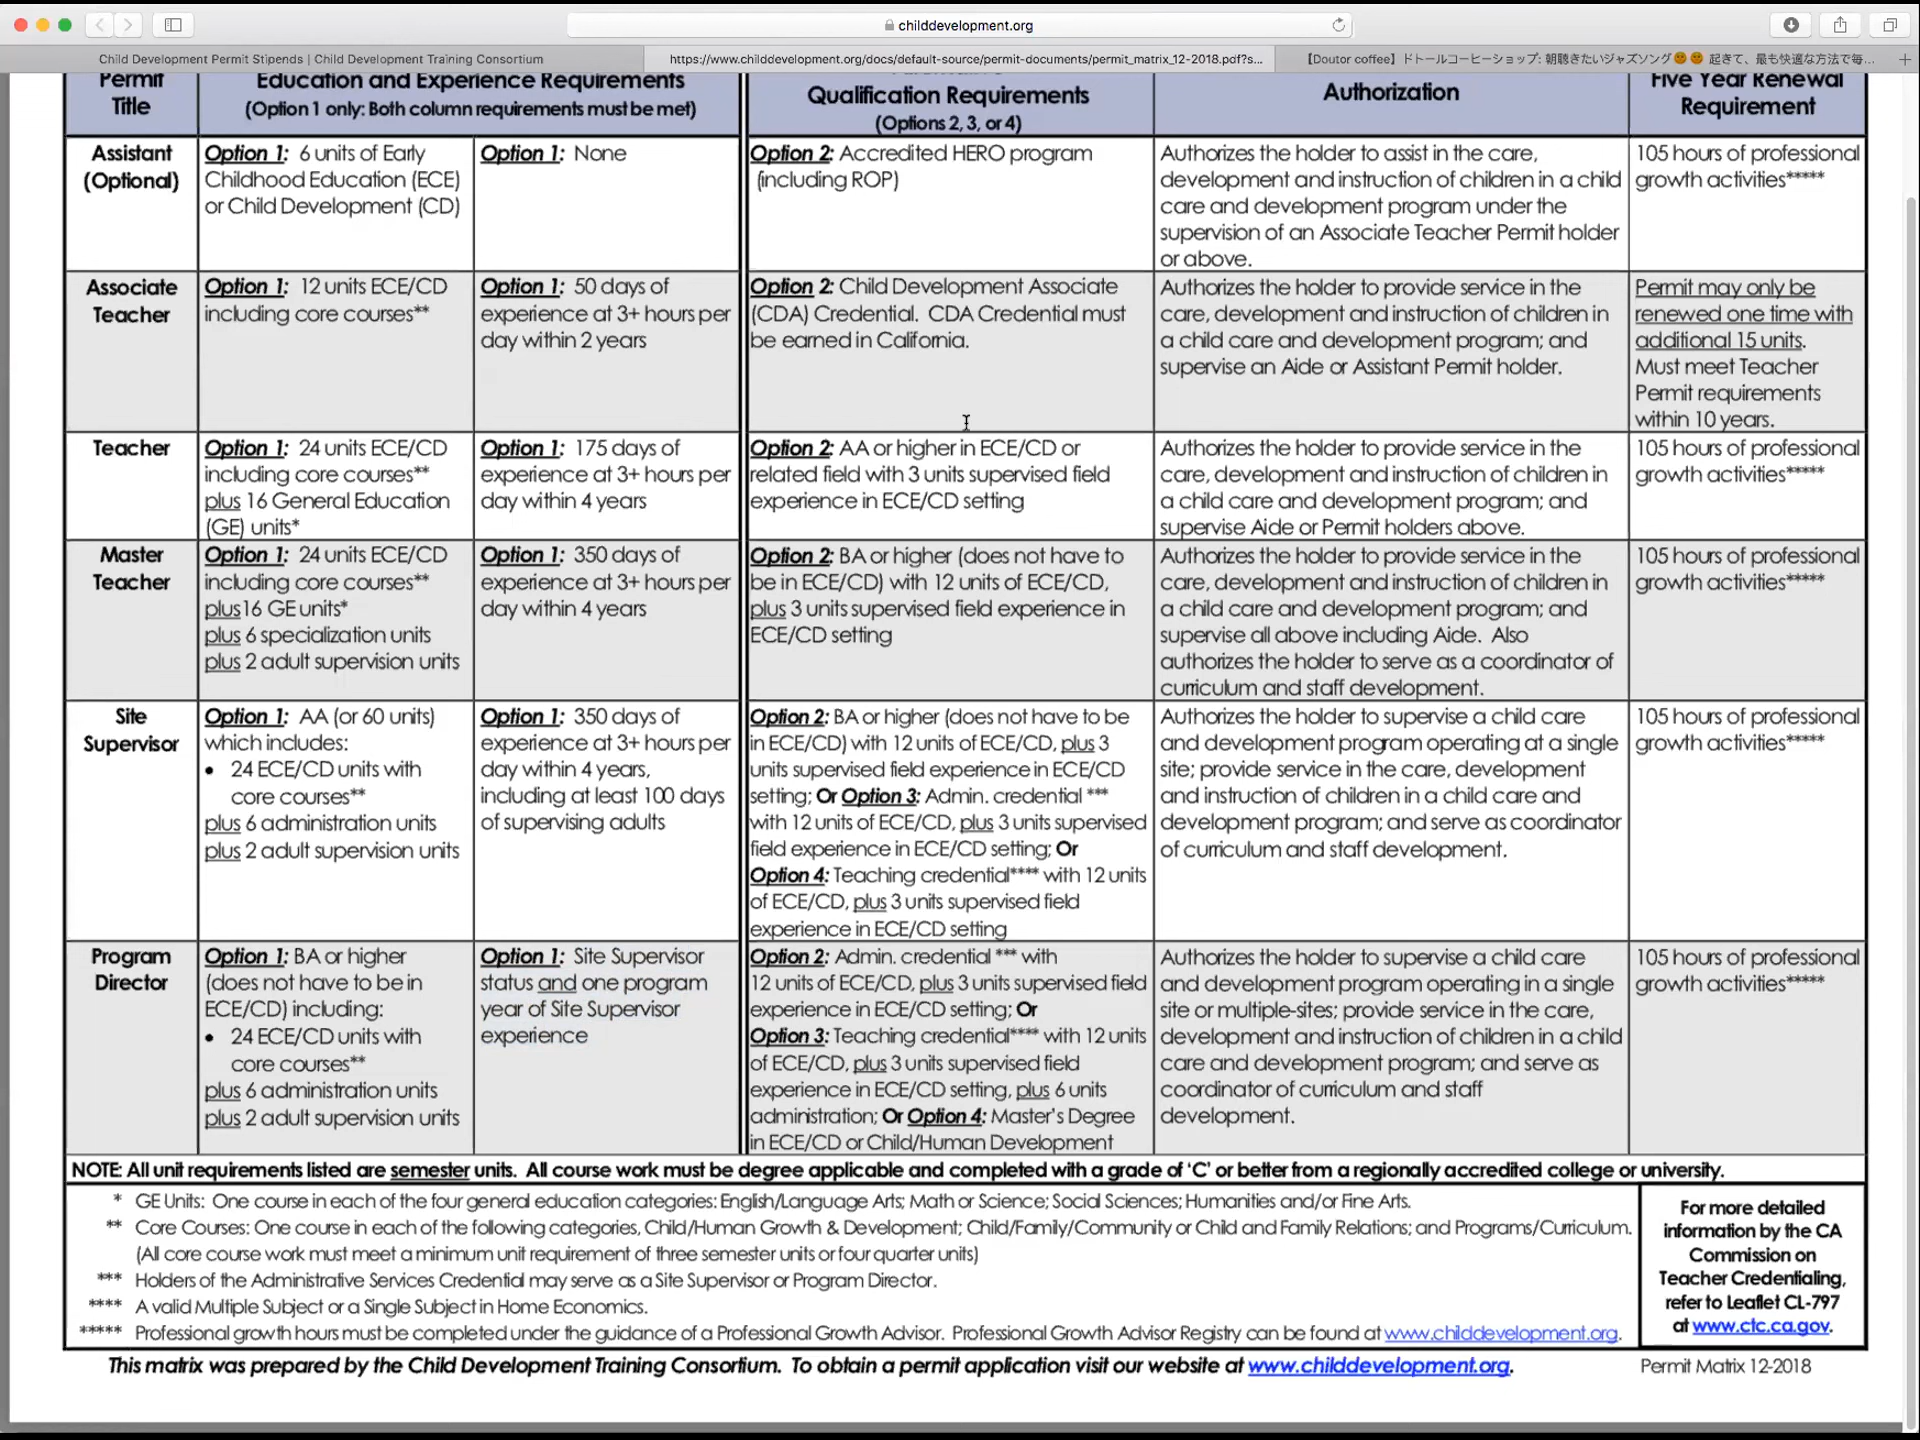 childdevelopment.org
Child Development Permit Stipends | Child Development Training Consortium
https://www.childdevelopment.org/docs/default-source/permit-documents/permit_matrix_12-2018.pdf?s...
【Doutor coffee】ドトールコーヒーショップ: 朝聴きたいジャズソング🙂🙂 起きて、最も快適な方法で毎...
Permit
Title
Education and Experience Requirements
(Option 1 only: Both column requirements must be met)
Qualification Requirements
(Options 2, 3, or 4)
Authorization
Five Year Renewal
Requirement
Assistant
(Optional)
Option 1: 6 units of Early
Childhood Education (ECE)
or Child Development (CD)
Option 1: None
Option 2: Accredited HERO program
(including ROP)
Authorizes the holder to assist in the care,
development and instruction of children in a child
care and development program under the
supervision of an Associate Teacher Permit holder
or above.
105 hours of professional
growth activities*****
Associate
Teacher
Option 1: 12 units ECE/CD
including core courses**
Option 1: 50 days of
experience at 3+ hours per
day within 2 years
Option 2: Child Development Associate
(CDA) Credential. CDA Credential must
be earned in California.
Authorizes the holder to provide service in the
care, development and instruction of children in
a child care and development program; and
supervise an Aide or Assistant Permit holder.
Permit may only be
renewed one time with
additional 15 units.
Must meet Teacher
Permit requirements
within 10 years.
Teacher
Option 1: 24 units ECE/CD
including core courses**
plus 16 General Education
(GE) units*
Option 1: 175 days of
experience at 3+ hours per
day within 4 years
Option 2: AA or higher in ECE/CD or
related field with 3 units supervised field
experience in ECE/CD setting
Authorizes the holder to provide service in the
care, development and instruction of children in
a child care and development program; and
supervise Aide or Permit holders above.
105 hours of professional
growth activities*****
Master
Teacher
Option 1: 24 units ECE/CD
including core courses**
plus16 GE units*
plus 6 specialization units
plus 2 adult supervision units
Option 1: 350 days of
experience at 3+ hours per
day within 4 years
Option 2: BA or higher (does not have to
be in ECE/CD) with 12 units of ECE/CD,
plus 3 units supervised field experience in
ECE/CD setting
Authorizes the holder to provide service in the
care, development and instruction of children in
a child care and development program; and
supervise all above including Aide. Also
authorizes the holder to serve as a coordinator of
curriculum and staff development.
105 hours of professional
growth activities*****
Site
Supervisor
Option 1: AA (or 60 units)
which includes:
• 24 ECE/CD units with
core courses**
plus 6 administration units
plus 2 adult supervision units
Option 1: 350 days of
experience at 3+ hours per
day within 4 years,
including at least 100 days
of supervising adults
Option 2: BA or higher (does not have to be
in ECE/CD) with 12 units of ECE/CD, plus 3
units supervised field experience in ECE/CD
setting; Or Option 3: Admin. credential ***
with 12 units of ECE/CD, plus 3 units supervised
field experience in ECE/CD setting; Or
Option 4: Teaching credential**** with 12 units
of ECE/CD, plus 3 units supervised field
experience in ECE/CD setting
Authorizes the holder to supervise a child care
and development program operating at a single
site; provide service in the care, development
and instruction of children in a child care and
development program; and serve as coordinator
of curriculum and staff development.
105 hours of professional
growth activities*****
Program
Director
Option 1: BA or higher
(does not have to be in
ECE/CD) including:
• 24 ECE/CD units with
core courses**
plus 6 administration units
plus 2 adult supervision units
Option 1: Site Supervisor
status and one program
year of Site Supervisor
experience
Option 2: Admin. credential *** with
12 units of ECE/CD, plus 3 units supervised field
experience in ECE/CD setting; Or
Option 3: Teaching credential**** with 12 units
of ECE/CD, plus 3 units supervised field
experience in ECE/CD setting, plus 6 units
administration; Or Option 4: Master's Degree
in ECE/CD or Child/Human Development
Authorizes the holder to supervise a child care
and development program operating in a single
site or multiple-sites; provide service in the care,
development and instruction of children in a child
care and development program; and serve as
coordinator of curriculum and staff
development.
105 hours of professional
growth activities*****
NOTE: All unit requirements listed are semester units. All course work must be degree applicable and completed with a grade of 'C' or better from a regionally accredited college or university.
* GE Units: One course in each of the four general education categories: English/Language Arts; Math or Science; Social Sciences; Humanities and/or Fine Arts.
** Core Courses: One course in each of the following categories, Child/Human Growth & Development; Child/Family/Community or Child and Family Relations; and Programs/Curriculum.
(All core course work must meet a minimum unit requirement of three semester units or four quarter units)
*** Holders of the Administrative Services Credential may serve as a Site Supervisor or Program Director.
**** A valid Multiple Subject or a Single Subject in Home Economics.
***** Professional growth hours must be completed under the guidance of a Professional Growth Advisor. Professional Growth Advisor Registry can be found at www.childdevelopment.org.
For more detailed
information by the CA
Commission on
Teacher Credentialing,
refer to Leaflet CL-797
at www.ctc.ca.gov.
This matrix was prepared by the Child Development Training Consortium. To obtain a permit application visit our website at www.childdevelopment.org.
Permit Matrix 12-2018